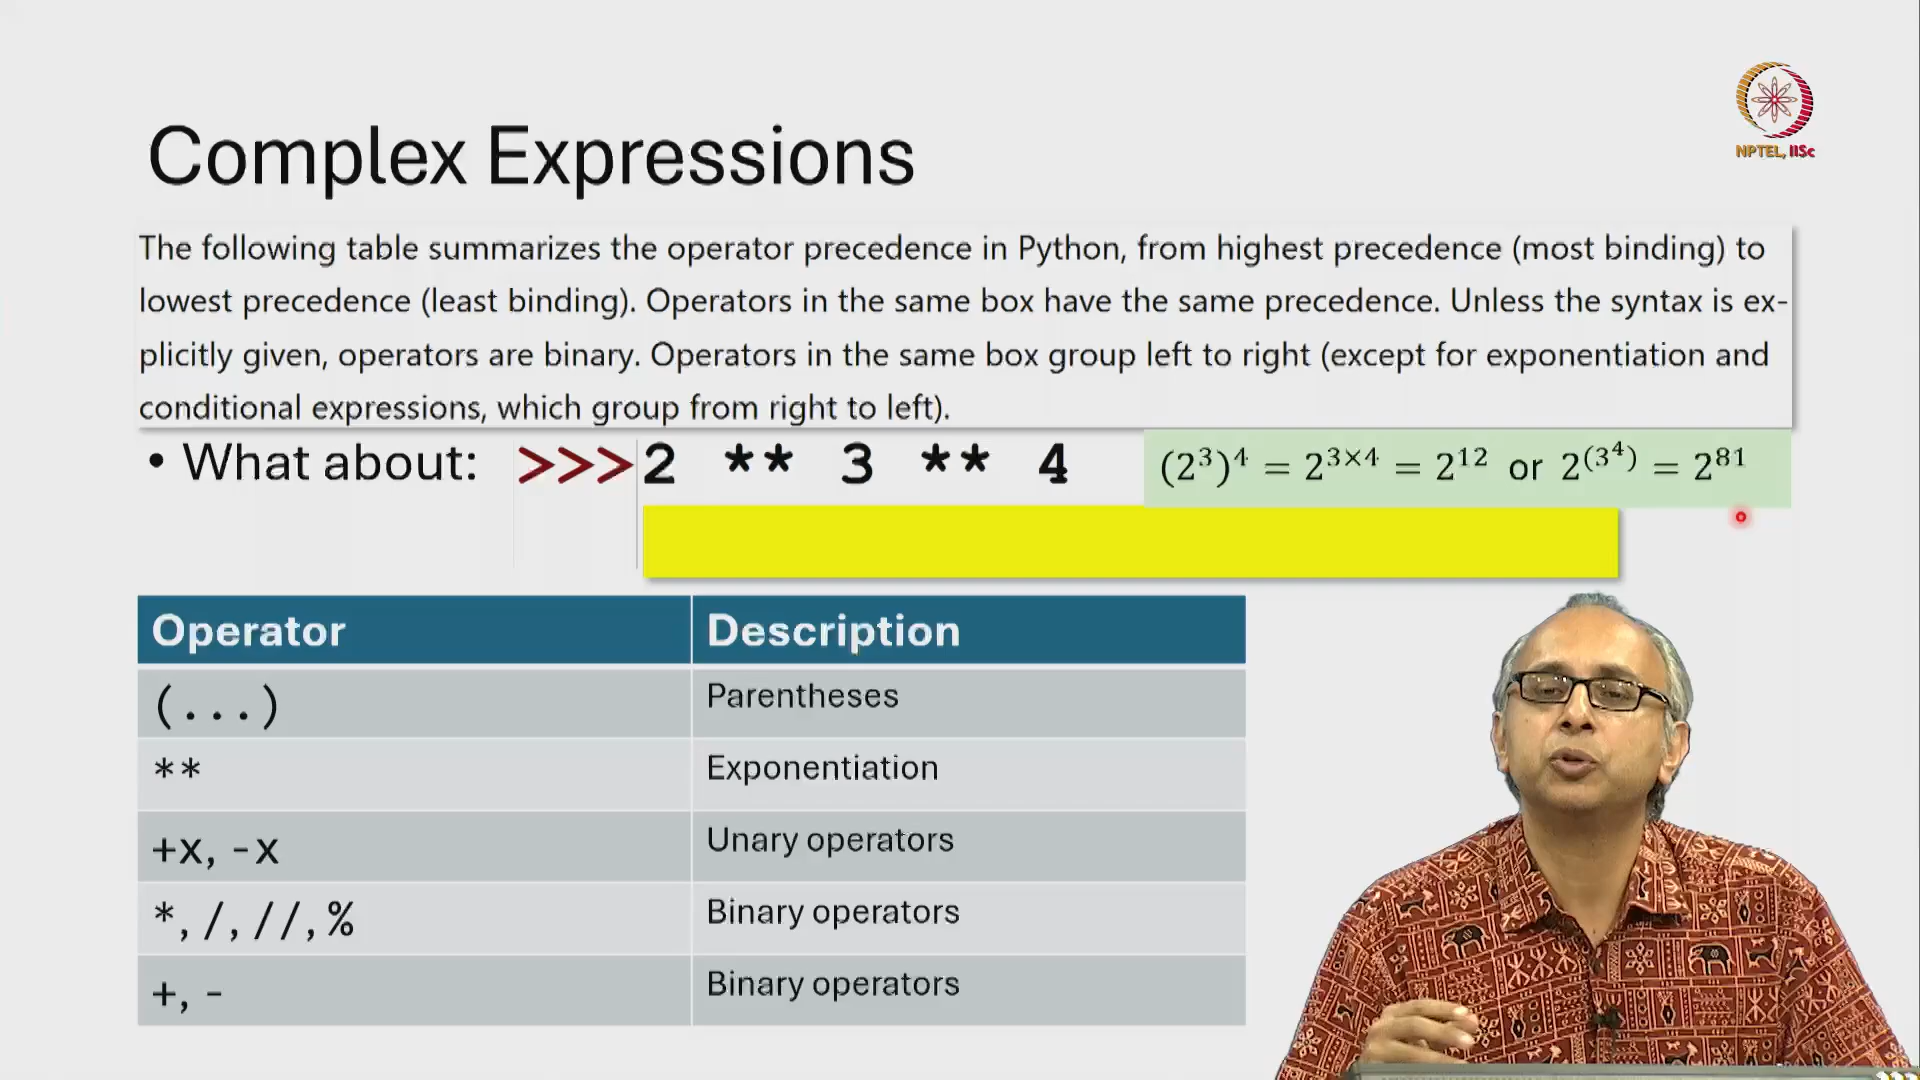 NPTEL, IISc
Complex Expressions
The following table summarizes the operator precedence in Python, from highest precedence (most binding) to
lowest precedence (least binding). Operators in the same box have the same precedence. Unless the syntax is ex-
plicitly given, operators are binary. Operators in the same box group left to right (except for exponentiation and
conditional expressions, which group from right to left).
• What about: >>> 2 ** 3 ** 4 (2³)⁴ = 2³ˣ⁴ = 2¹² or 2^(3⁴) = 2⁸¹
Operator Description
(...) Parentheses
** Exponentiation
+x, -x Unary operators
*, /, //, % Binary operators
+, - Binary operators